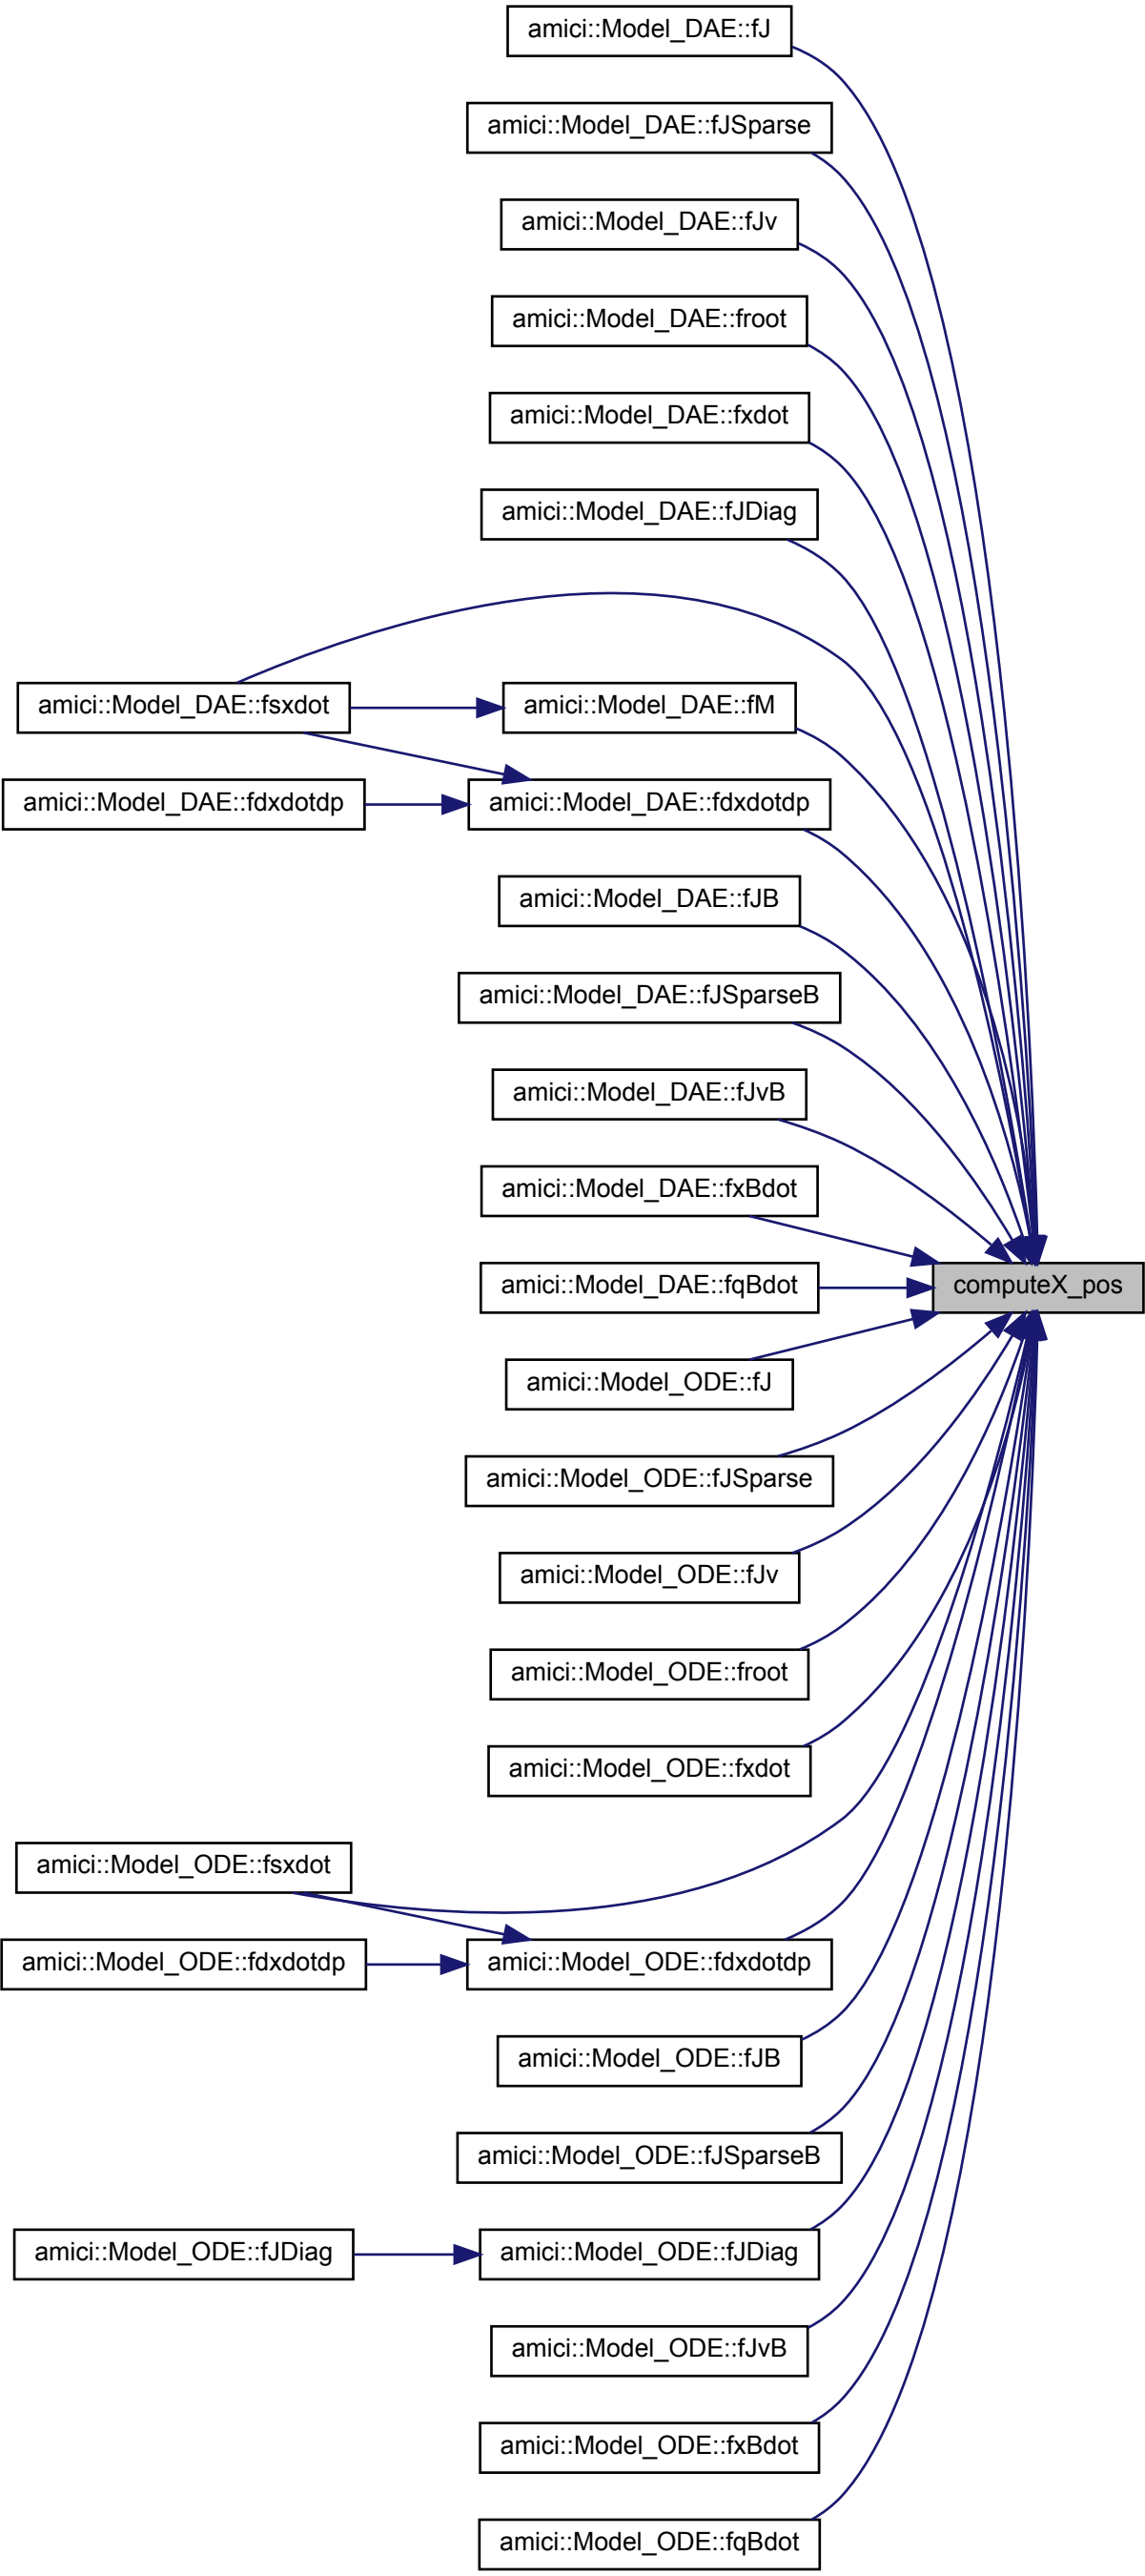 amici::Model_DAE::fJ
amici::Model_DAE::fJSparse
amici::Model_DAE::fJv
amici::Model_DAE::froot
amici::Model_DAE::fxdot
amici::Model_DAE::fJDiag
amici::Model_DAE::fsxdot
amici::Model_DAE::fM
amici::Model_DAE::fdxdotdp
amici::Model_DAE::fdxdotdp
amici::Model_DAE::fJB
amici::Model_DAE::fJSparseB
amici::Model_DAE::fJvB
amici::Model_DAE::fxBdot
amici::Model_DAE::fqBdot
computeX_pos
amici::Model_ODE::fJ
amici::Model_ODE::fJSparse
amici::Model_ODE::fJv
amici::Model_ODE::froot
amici::Model_ODE::fxdot
amici::Model_ODE::fsxdot
amici::Model_ODE::fdxdotdp
amici::Model_ODE::fdxdotdp
amici::Model_ODE::fJB
amici::Model_ODE::fJSparseB
amici::Model_ODE::fJDiag
amici::Model_ODE::fJDiag
amici::Model_ODE::fJvB
amici::Model_ODE::fxBdot
amici::Model_ODE::fqBdot